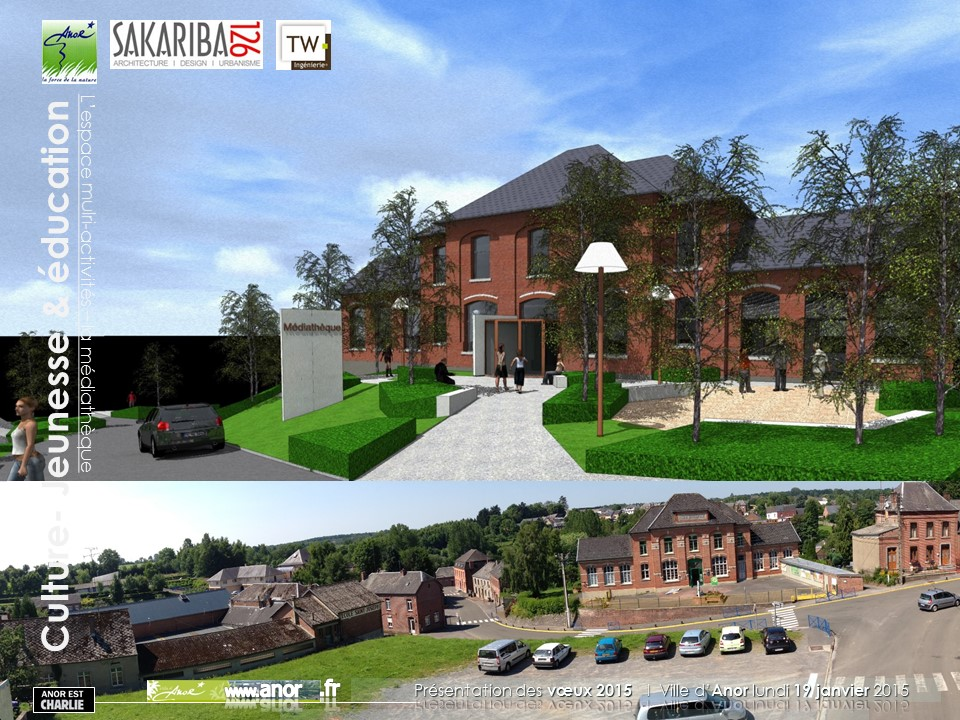 Anor
la force de la nature
SAKARIBA 126
ARCHITECTURE I DESIGN I URBANISME
TW
Ingénierie
Culture - Jeunesse & éducation
L'espace mulri-activités – la médiathèque
Médiathèque
ANOR EST
CHARLIE
Anor www.anor.fr
Présentation des vœux 2015 | Ville d'Anor lundi 19 janvier 2015